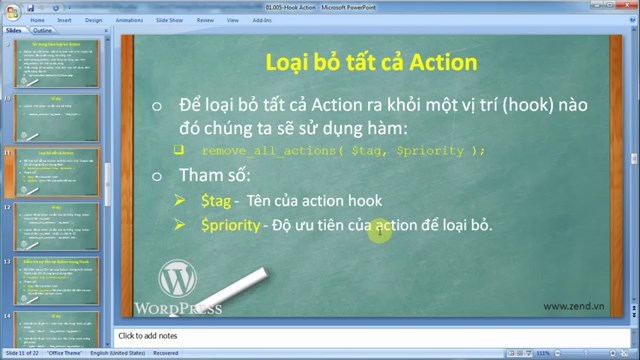 01.005-Hook Action - Microsoft PowerPoint
Home Insert Design Animations Slide Show Review View Add-Ins
Slides Outline
Loại bỏ tất cả Action
Để loại bỏ tất cả Action ra khỏi một vị trí (hook) nào
đó chúng ta sẽ sử dụng hàm:
remove_all_actions( $tag, $priority );
Tham số:
$tag - Tên của action hook
$priority - Độ ưu tiên của action để loại bỏ.
WORDPRESS
www.zend.vn
Click to add notes
Slide 11 of 22 "Office Theme" English (United States) Recovered 111%